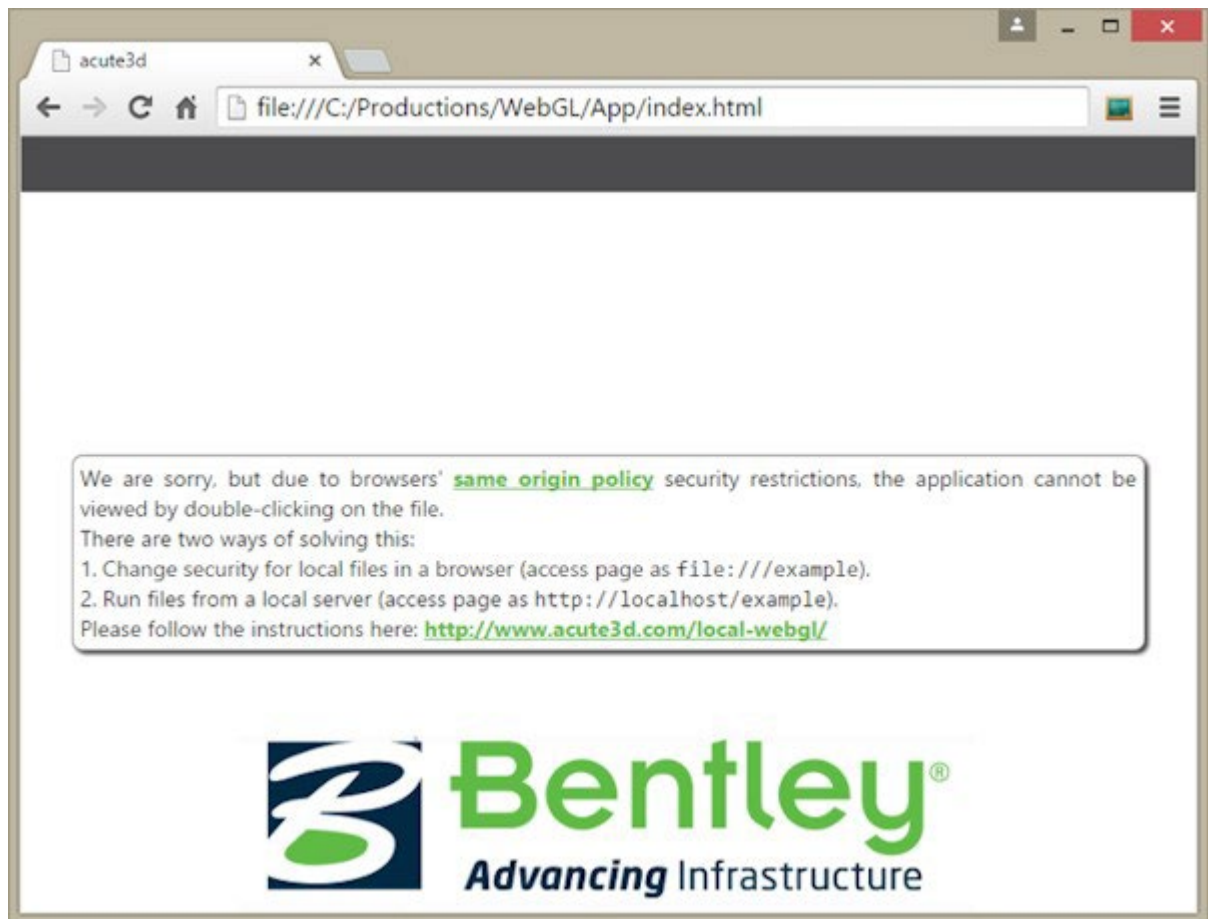 acute3d
file:///C:/Productions/WebGL/App/index.html
We are sorry, but due to browsers' same origin policy security restrictions, the application cannot be
viewed by double-clicking on the file.
There are two ways of solving this:
1. Change security for local files in a browser (access page as file:///example).
2. Run files from a local server (access page as http://localhost/example).
Please follow the instructions here: http://www.acute3d.com/local-webgl/
B Bentley®
Advancing Infrastructure